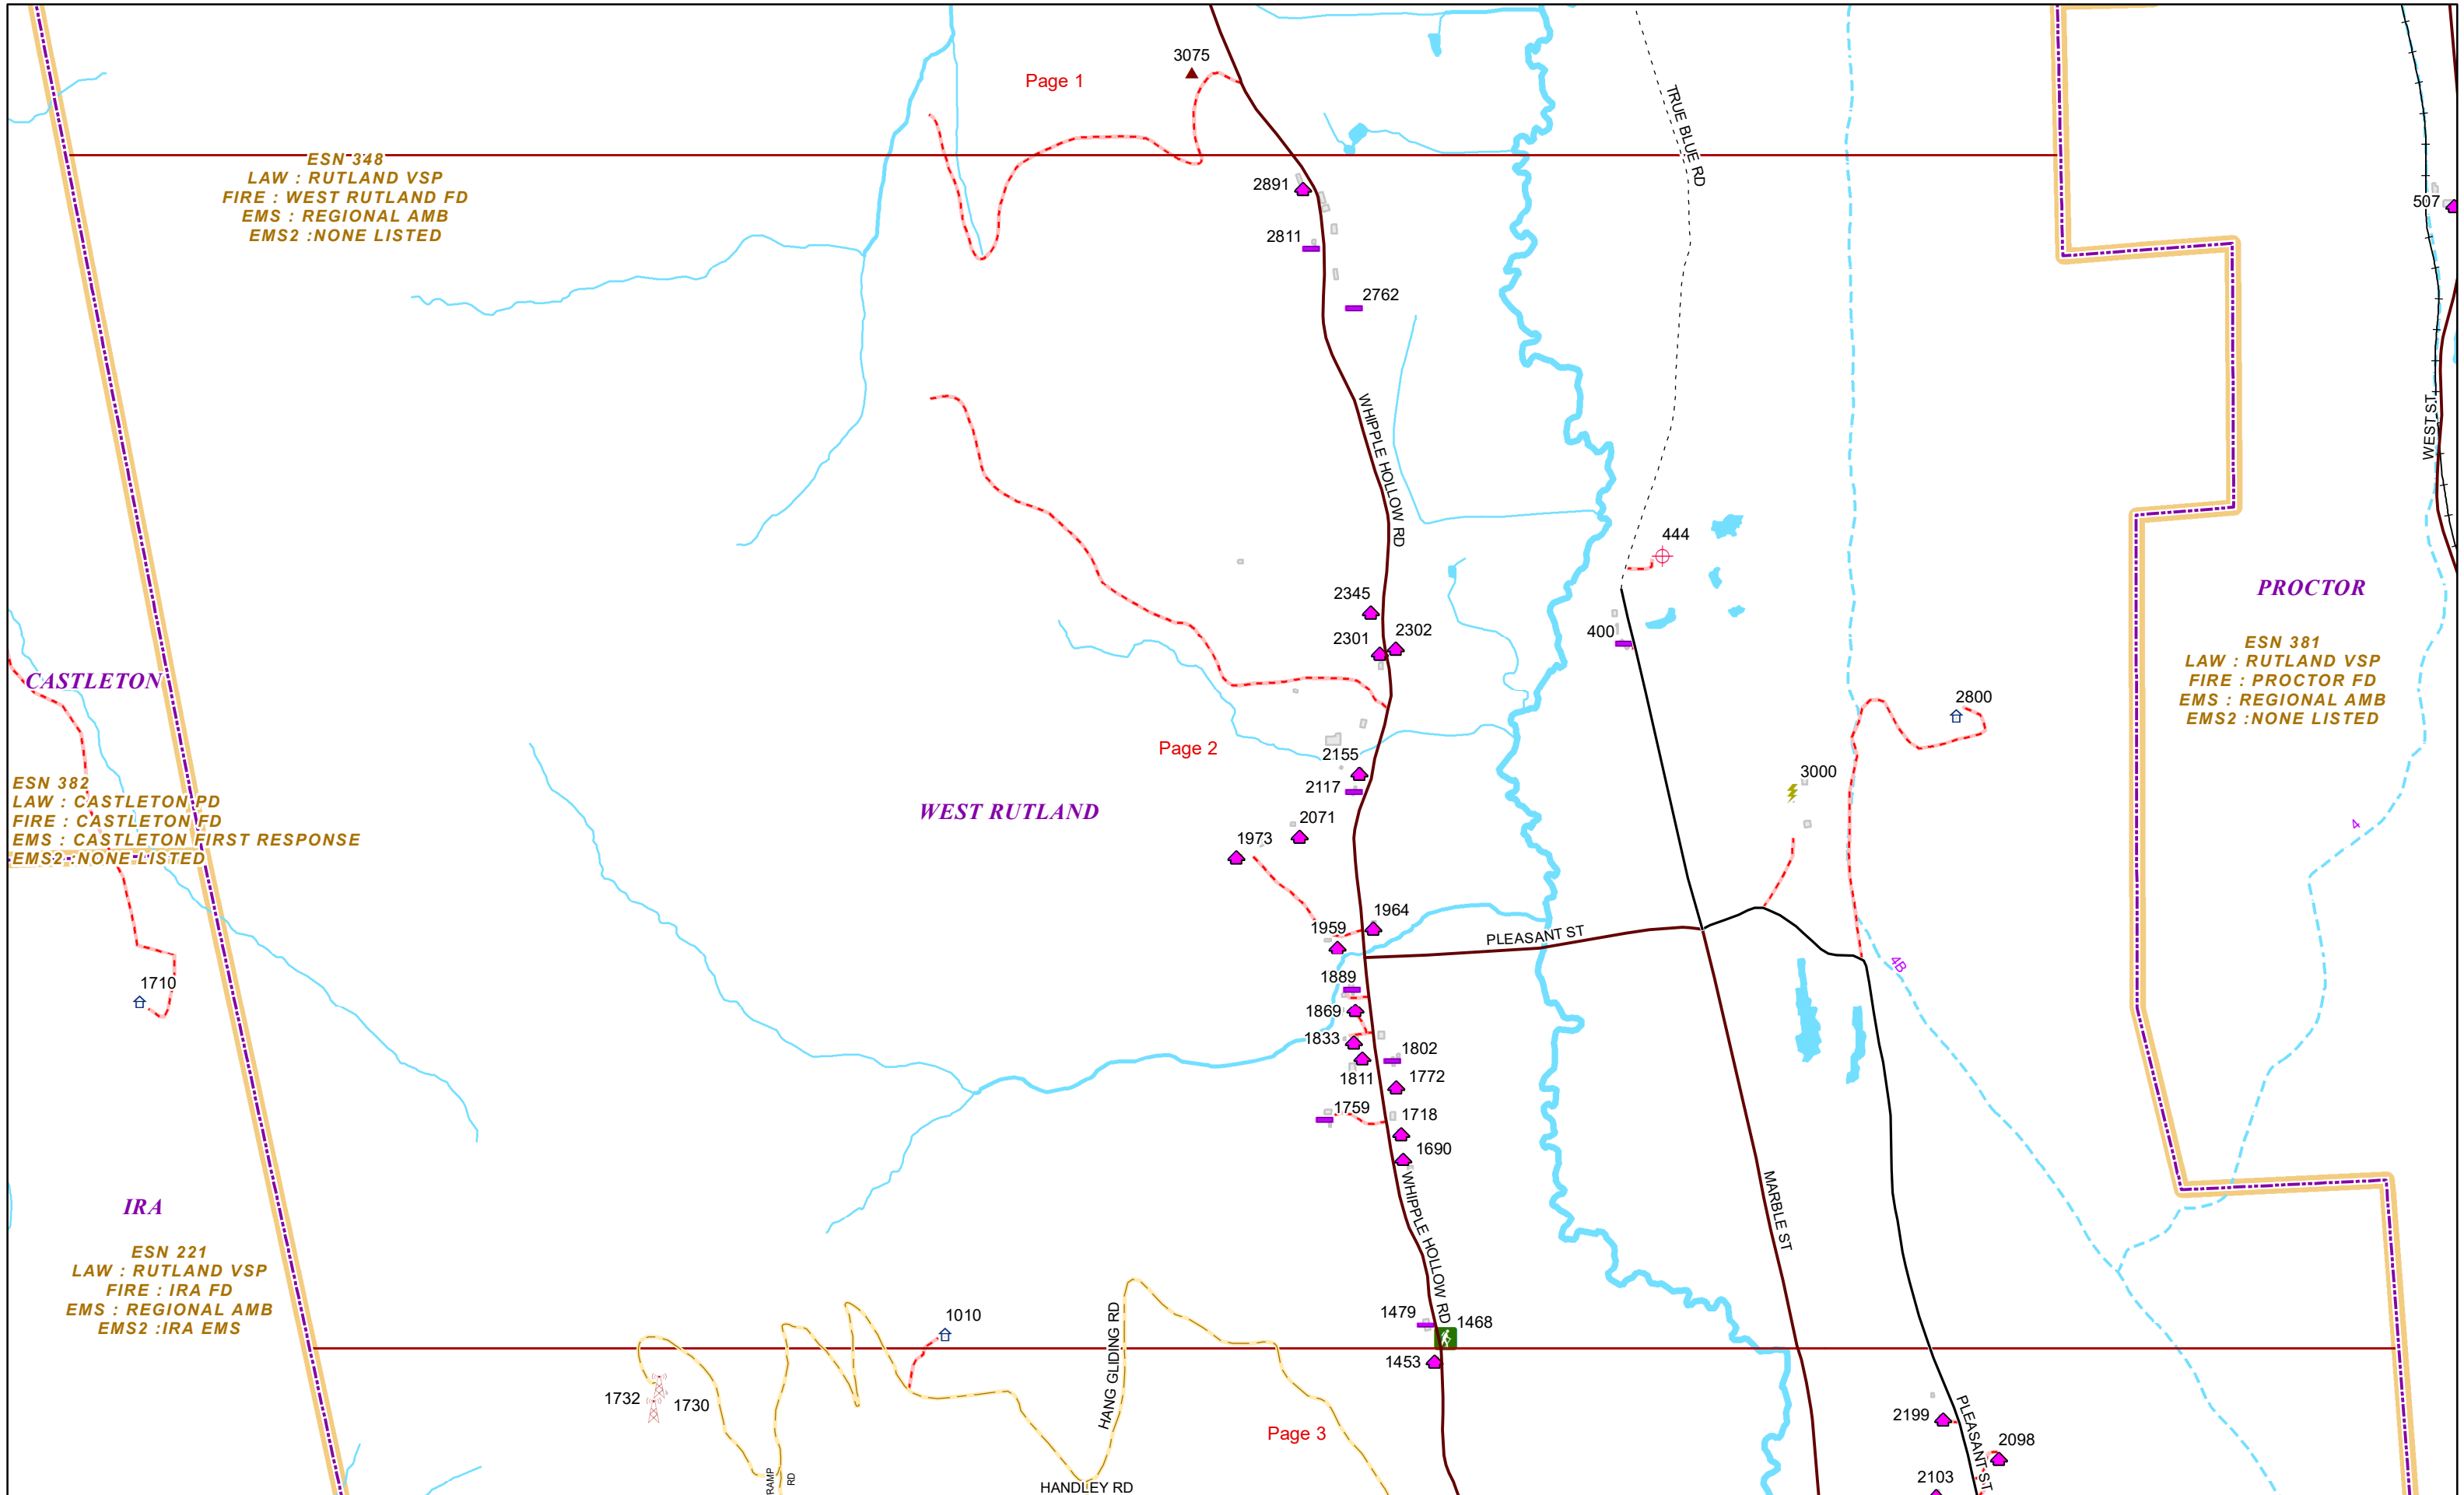 3075
Page 1
TRUE BLUE RD
ESN 348
LAW : RUTLAND VSP
FIRE : WEST RUTLAND FD
EMS : REGIONAL AMB
EMS2 :NONE LISTED
2891
507
2811
2762
WHIPPLE HOLLOW RD
WEST ST
444
PROCTOR
2345
2301
2302
400
ESN 381
LAW : RUTLAND VSP
FIRE : PROCTOR FD
EMS : REGIONAL AMB
EMS2 :NONE LISTED
CASTLETON
2800
Page 2
2155
2117
3000
ESN 382
LAW : CASTLETON PD
FIRE : CASTLETON FD
EMS : CASTLETON FIRST RESPONSE
EMS2 :NONE LISTED
WEST RUTLAND
2071
4
1973
1964
1959
PLEASANT ST
4B
1710
1889
1869
1833
1802
1811
1772
1759
1718
1690
WHIPPLE HOLLOW RD
MARBLE ST
IRA
ESN 221
LAW : RUTLAND VSP
FIRE : IRA FD
EMS : REGIONAL AMB
EMS2 :IRA EMS
1010
HANG GLIDING RD
1479
1468
1453
1732
1730
Page 3
2199
PLEASANT ST
2098
2103
RAMP
RD
HANDLEY RD